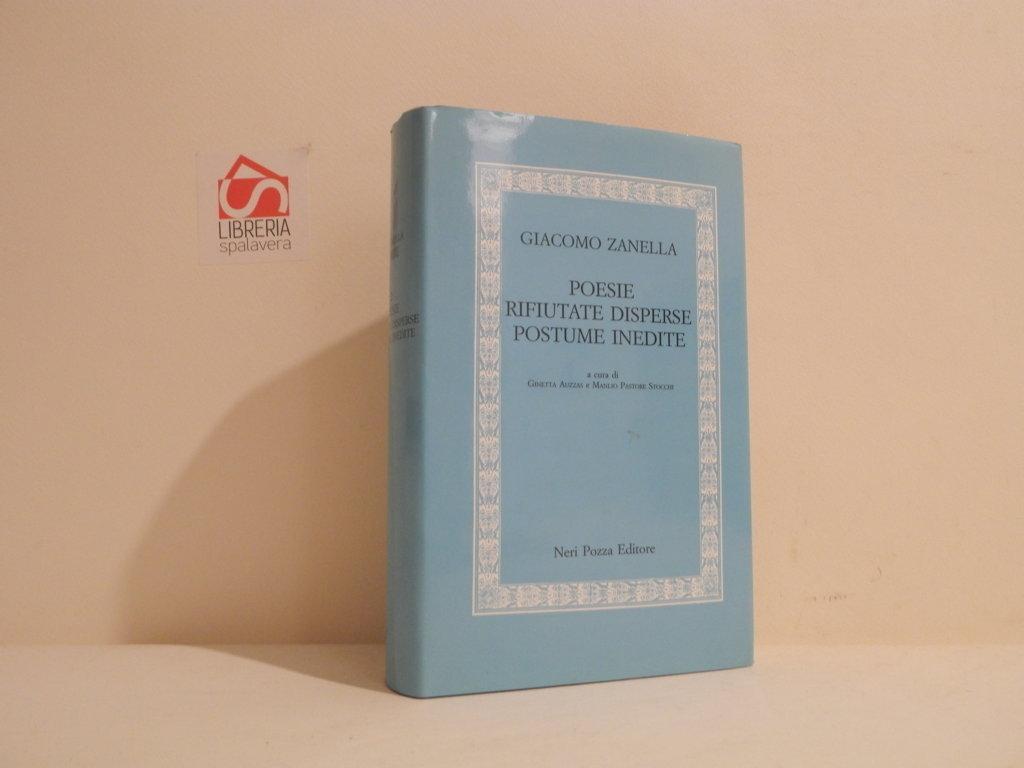 LIBRERIA
spalavera
GIACOMO ZANELLA
POESIE
RIFIUTATE DISPERSE
POSTUME INEDITE
a cura di
GINETTA AUZZAS e MANLIO PASTORE STOCCHI
Neri Pozza Editore